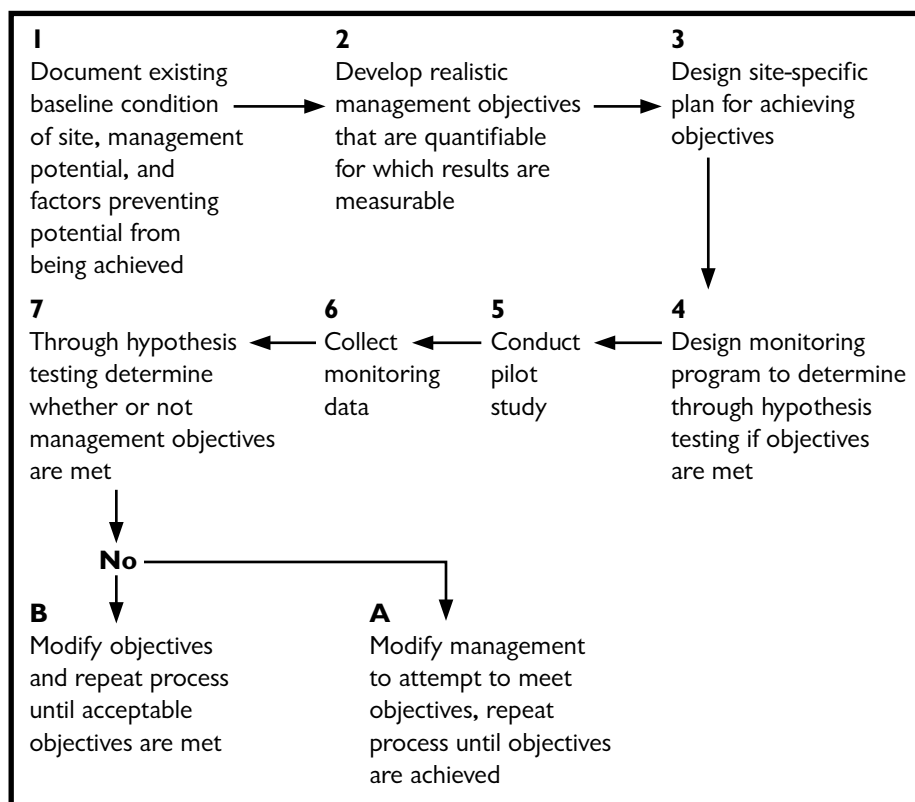 1
Document existing
baseline condition
of site, management
potential, and
factors preventing
potential from
being achieved
2
Develop realistic
management objectives
that are quantifiable
for which results are
measurable
3
Design site-specific
plan for achieving
objectives
4
Design monitoring
program to determine
through hypothesis
testing if objectives
are met
5
Conduct
pilot
study
6
Collect
monitoring
data
7
Through hypothesis
testing determine
whether or not
management objectives
are met
No
B
Modify objectives
and repeat process
until acceptable
objectives are met
A
Modify management
to attempt to meet
objectives, repeat
process until objectives
are achieved